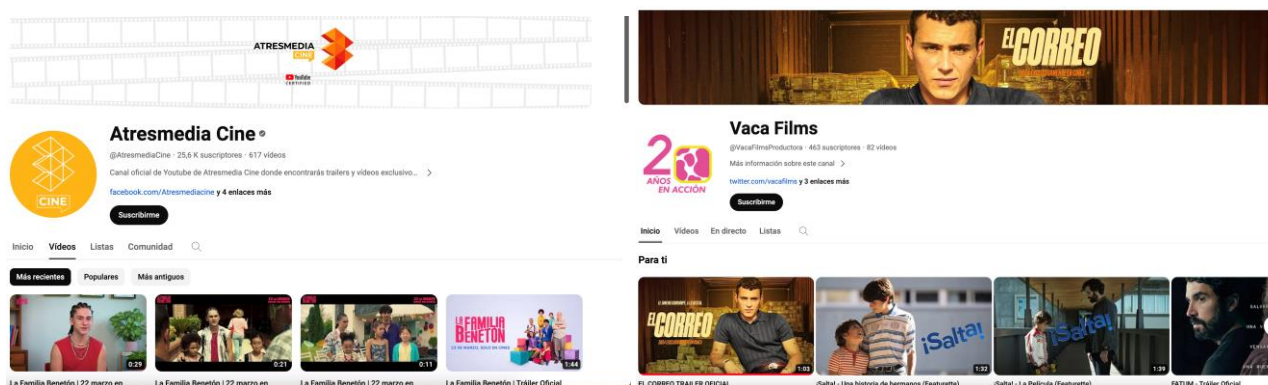 ATRESMEDIA
CINE
YouTube
CERTIFIED
CINE
Atresmedia Cine
@AtresmediaCine · 25,6 K suscriptores · 617 vídeos
Canal oficial de Youtube de Atresmedia Cine donde encontrarás trailers y vídeos exclusivo...
facebook.com/Atresmediacine y 4 enlaces más
Suscribirme
Inicio Vídeos Listas Comunidad
Más recientes Populares Más antiguos
0:29
0:21
0:11
LA FAMILIA
BENETÓN
22 DE MARZO, SOLO EN CINES
1:44
La Familia Benetón | 22 marzo en
La Familia Benetón | 22 marzo en
La Familia Benetón | 22 marzo en
La Familia Benetón | Tráiler Oficial
EL CORREO
20
AÑOS
EN ACCIÓN
Vaca Films
@VacaFilmsProductora · 463 suscriptores · 82 vídeos
Más información sobre este canal
twitter.com/vacafilms y 3 enlaces más
Suscribirme
Inicio Vídeos En directo Listas
Para ti
EL CORREO
1:03
¡Salta!
1:32
¡Salta!
1:39
EL CORREO TRAILER OFICIAL
¡Salta! - Una historia de hermanos (Featurette)
¡Salta! - La Película (Featurette)
FATUM - Tráiler Oficial